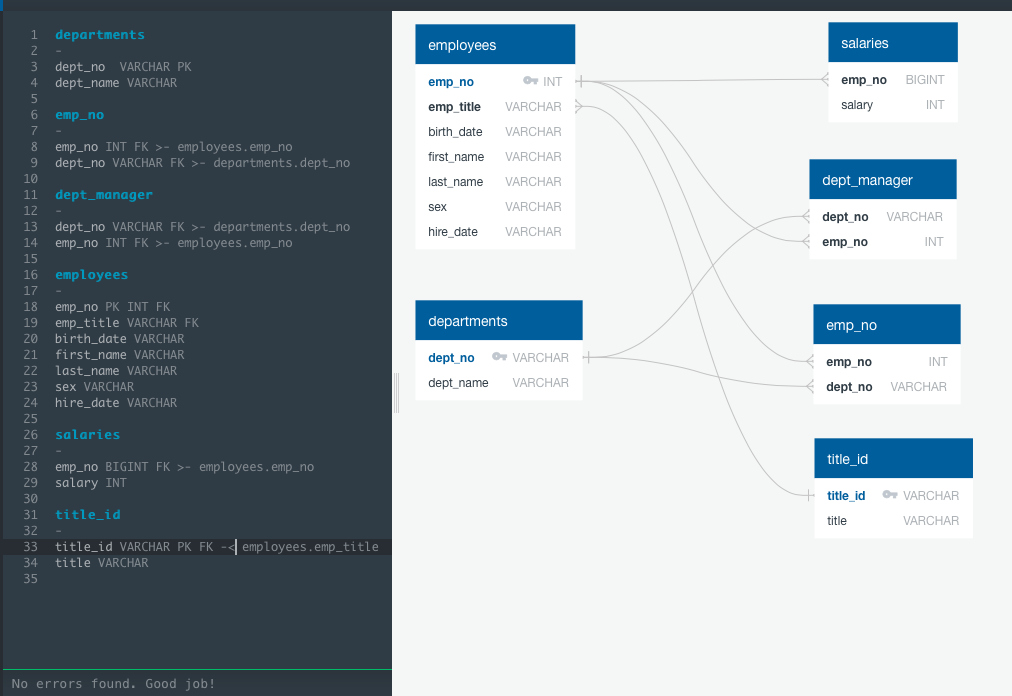 1 departments
2 -
3 dept_no  VARCHAR PK
4 dept_name VARCHAR
5
6 emp_no
7 -
8 emp_no INT FK >- employees.emp_no
9 dept_no VARCHAR FK >- departments.dept_no
10
11 dept_manager
12 -
13 dept_no VARCHAR FK >- departments.dept_no
14 emp_no INT FK >- employees.emp_no
15
16 employees
17 -
18 emp_no PK INT FK
19 emp_title VARCHAR FK
20 birth_date VARCHAR
21 first_name VARCHAR
22 last_name VARCHAR
23 sex VARCHAR
24 hire_date VARCHAR
25
26 salaries
27 -
28 emp_no BIGINT FK >- employees.emp_no
29 salary INT
30
31 title_id
32 -
33 title_id VARCHAR PK FK -< employees.emp_title
34 title VARCHAR
35
No errors found. Good job!
employees
emp_no INT
emp_title VARCHAR
birth_date VARCHAR
first_name VARCHAR
last_name VARCHAR
sex VARCHAR
hire_date VARCHAR
departments
dept_no VARCHAR
dept_name VARCHAR
salaries
emp_no BIGINT
salary INT
dept_manager
dept_no VARCHAR
emp_no INT
emp_no
emp_no INT
dept_no VARCHAR
title_id
title_id VARCHAR
title VARCHAR